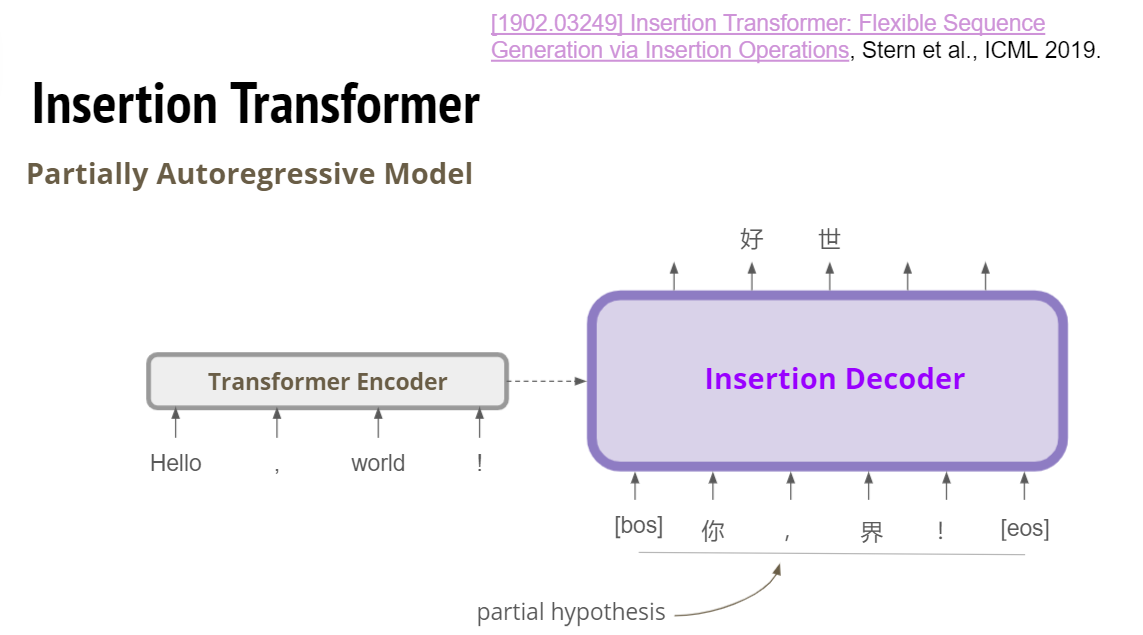 [1902.03249] Insertion Transformer: Flexible Sequence
Generation via Insertion Operations, Stern et al., ICML 2019.
Insertion Transformer
Partially Autoregressive Model
好 世
Transformer Encoder
Insertion Decoder
Hello , world !
[bos] 你 , 界 ! [eos]
partial hypothesis